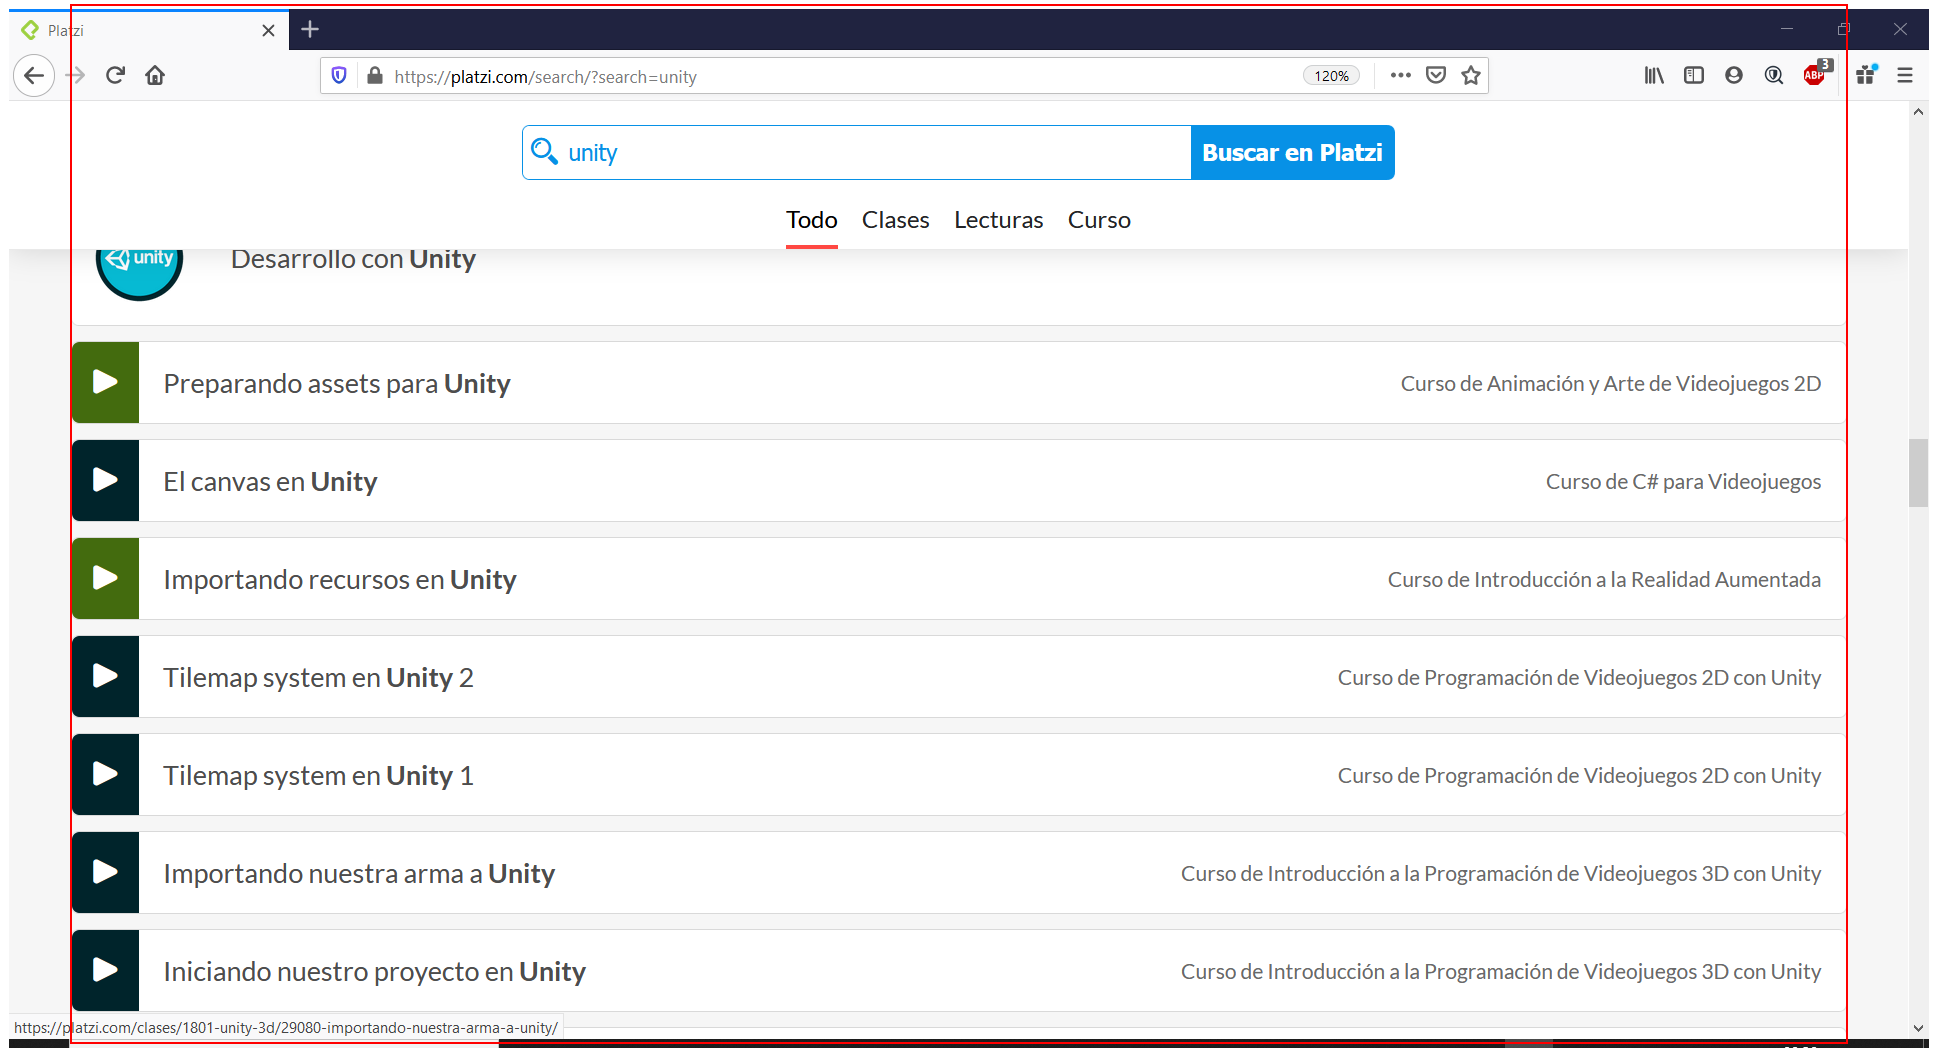 Platzi
https://platzi.com/search/?search=unity
120%
ABP
3
unity
Buscar en Platzi
Todo
Clases
Lecturas
Curso
unity
Desarrollo con Unity
Preparando assets para Unity
Curso de Animación y Arte de Videojuegos 2D
El canvas en Unity
Curso de C# para Videojuegos
Importando recursos en Unity
Curso de Introducción a la Realidad Aumentada
Tilemap system en Unity 2
Curso de Programación de Videojuegos 2D con Unity
Tilemap system en Unity 1
Curso de Programación de Videojuegos 2D con Unity
Importando nuestra arma a Unity
Curso de Introducción a la Programación de Videojuegos 3D con Unity
Iniciando nuestro proyecto en Unity
Curso de Introducción a la Programación de Videojuegos 3D con Unity
https://platzi.com/clases/1801-unity-3d/29080-importando-nuestra-arma-a-unity/